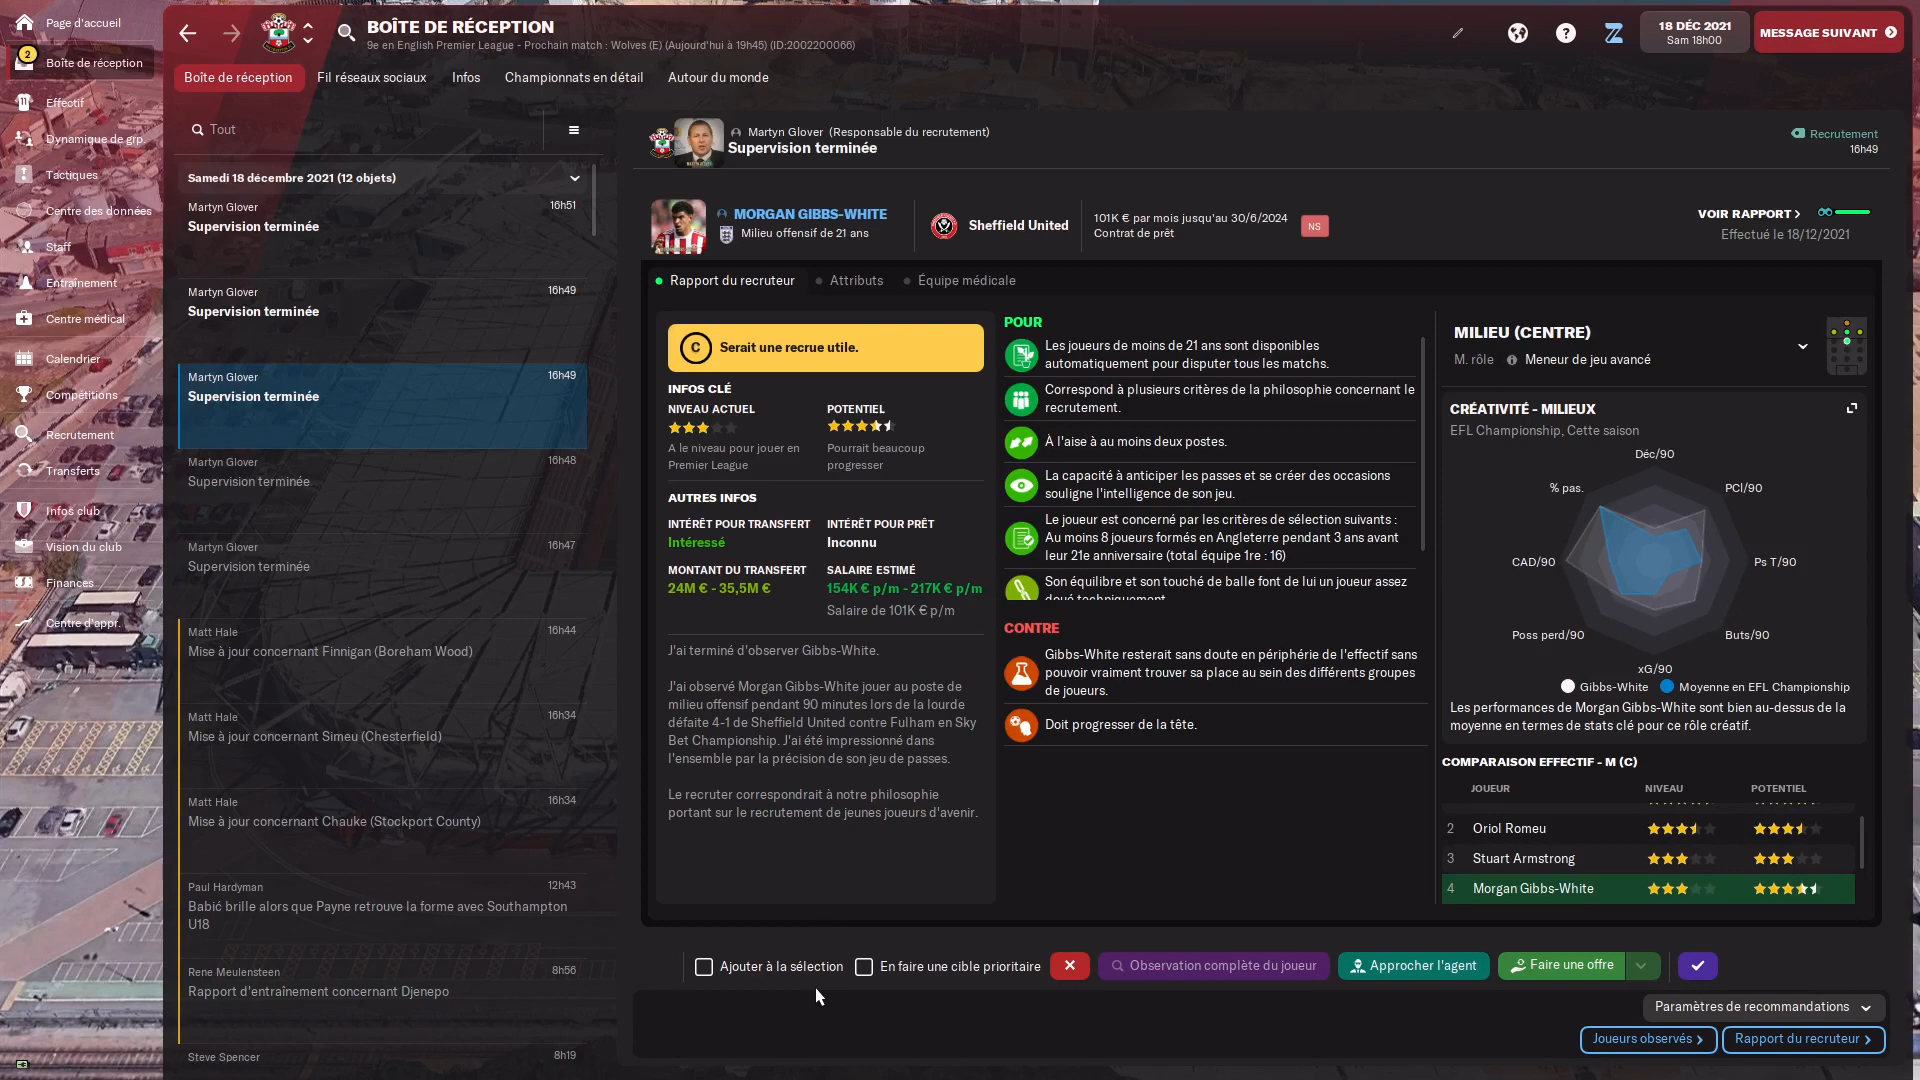 Page d'accueil
2
Boîte de réception
Effectif
Dynamique de grp.
Tactiques
Centre des données
Staff
Entraînement
Centre médical
Calendrier
Compétitions
Recrutement
Transferts
Infos club
Vision du club
Finances
Centre d'appr.
BOÎTE DE RÉCEPTION
9e en English Premier League - Prochain match : Wolves (E) (Aujourd'hui à 19h45) (ID:2002200066)
18 DÉC 2021
Sam 18h00
MESSAGE SUIVANT
Boîte de réception
Fil réseaux sociaux
Infos
Championnats en détail
Autour du monde
Tout
Samedi 18 décembre 2021 (12 objets)
Martyn Glover 16h51
Supervision terminée
Martyn Glover 16h49
Supervision terminée
Martyn Glover 16h49
Supervision terminée
Martyn Glover 16h48
Supervision terminée
Martyn Glover 16h47
Supervision terminée
Matt Hale 16h44
Mise à jour concernant Finnigan (Boreham Wood)
Matt Hale 16h34
Mise à jour concernant Simeu (Chesterfield)
Matt Hale 16h34
Mise à jour concernant Chauke (Stockport County)
Paul Hardyman 12h43
Babić brille alors que Payne retrouve la forme avec Southampton
U18
Rene Meulensteen 8h56
Rapport d'entraînement concernant Djenepo
Steve Spencer 8h19
Martyn Glover (Responsable du recrutement)
Supervision terminée
Recrutement
16h49
MORGAN GIBBS-WHITE
Milieu offensif de 21 ans
Sheffield United
101K € par mois jusqu'au 30/6/2024
Contrat de prêt
NS
VOIR RAPPORT >
Effectué le 18/12/2021
Rapport du recruteur
Attributs
Équipe médicale
C
Serait une recrue utile.
INFOS CLÉ
NIVEAU ACTUEL
A le niveau pour jouer en
Premier League
POTENTIEL
Pourrait beaucoup
progresser
AUTRES INFOS
INTÉRÊT POUR TRANSFERT
Intéressé
INTÉRÊT POUR PRÊT
Inconnu
MONTANT DU TRANSFERT
24M € - 35,5M €
SALAIRE ESTIMÉ
154K € p/m - 217K € p/m
Salaire de 101K € p/m
J'ai terminé d'observer Gibbs-White.
J'ai observé Morgan Gibbs-White jouer au poste de
milieu offensif pendant 90 minutes lors de la lourde
défaite 4-1 de Sheffield United contre Fulham en Sky
Bet Championship. J'ai été impressionné dans
l'ensemble par la précision de son jeu de passes.
Le recruter correspondrait à notre philosophie
portant sur le recrutement de jeunes joueurs d'avenir.
POUR
Les joueurs de moins de 21 ans sont disponibles
automatiquement pour disputer tous les matchs.
Correspond à plusieurs critères de la philosophie concernant le
recrutement.
À l'aise à au moins deux postes.
La capacité à anticiper les passes et se créer des occasions
souligne l'intelligence de son jeu.
Le joueur est concerné par les critères de sélection suivants :
Au moins 8 joueurs formés en Angleterre pendant 3 ans avant
leur 21e anniversaire (total équipe 1re : 16)
Son équilibre et son touché de balle font de lui un joueur assez
doué techniquement.
CONTRE
Gibbs-White resterait sans doute en périphérie de l'effectif sans
pouvoir vraiment trouver sa place au sein des différents groupes
de joueurs.
Doit progresser de la tête.
MILIEU (CENTRE)
M. rôle Meneur de jeu avancé
CRÉATIVITÉ - MILIEUX
EFL Championship, Cette saison
Déc/90
% pas.
PCl/90
CAD/90
Ps T/90
Poss perd/90
Buts/90
xG/90
Gibbs-White
Moyenne en EFL Championship
Les performances de Morgan Gibbs-White sont bien au-dessus de la
moyenne en termes de stats clé pour ce rôle créatif.
COMPARAISON EFFECTIF - M (C)
JOUEUR NIVEAU POTENTIEL
2 Oriol Romeu
3 Stuart Armstrong
4 Morgan Gibbs-White
Ajouter à la sélection
En faire une cible prioritaire
Observation complète du joueur
Approcher l'agent
Faire une offre
Paramètres de recommandations
Joueurs observés >
Rapport du recruteur >